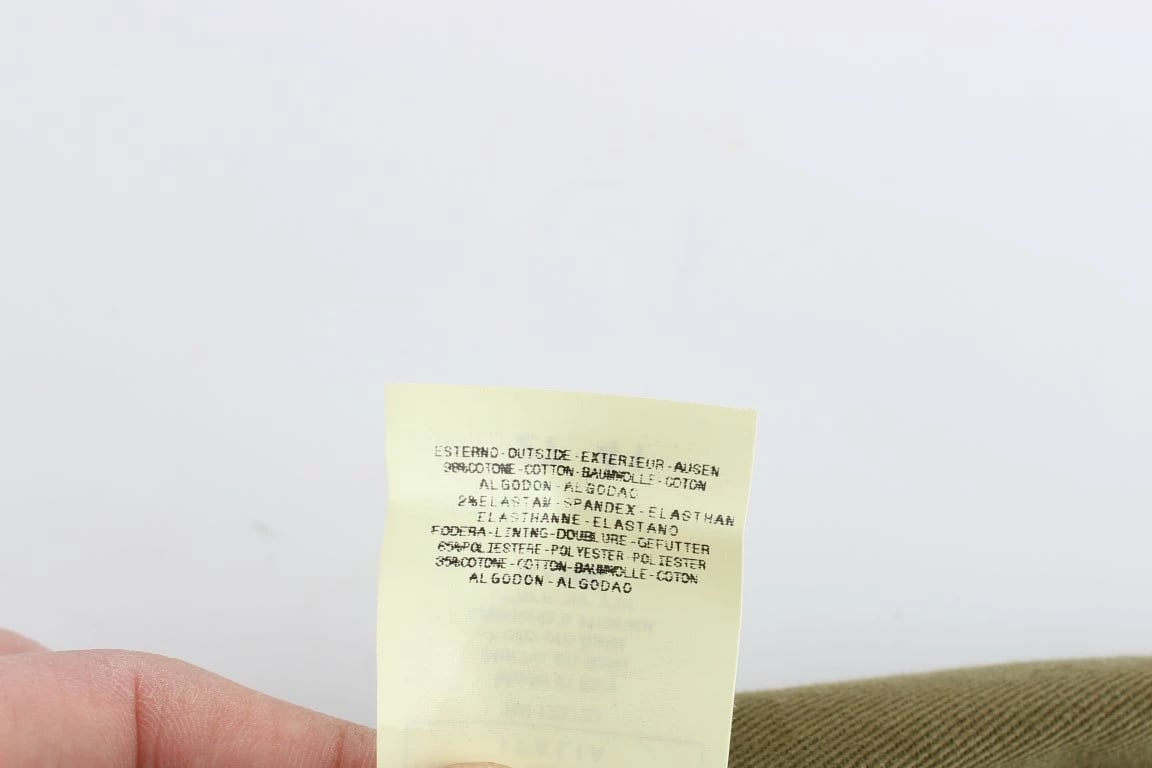 ESTERNO-OUTSIDE-EXTERIEUR-AUSEN
98%COTONE-COTTON-BAUMWOLLE-COTON
ALGODON-ALGODAO
2%ELASTAM-SPANDEX-ELASTHAN
ELASTHANNE-ELASTANO
FODERA-LINING-DOUBLURE-GEFUTTER
65%POLIESTERE-POLYESTER-POLIESTER
35%COTONE-COTTON-BAUMWOLLE-COTON
ALGODON-ALGODAO